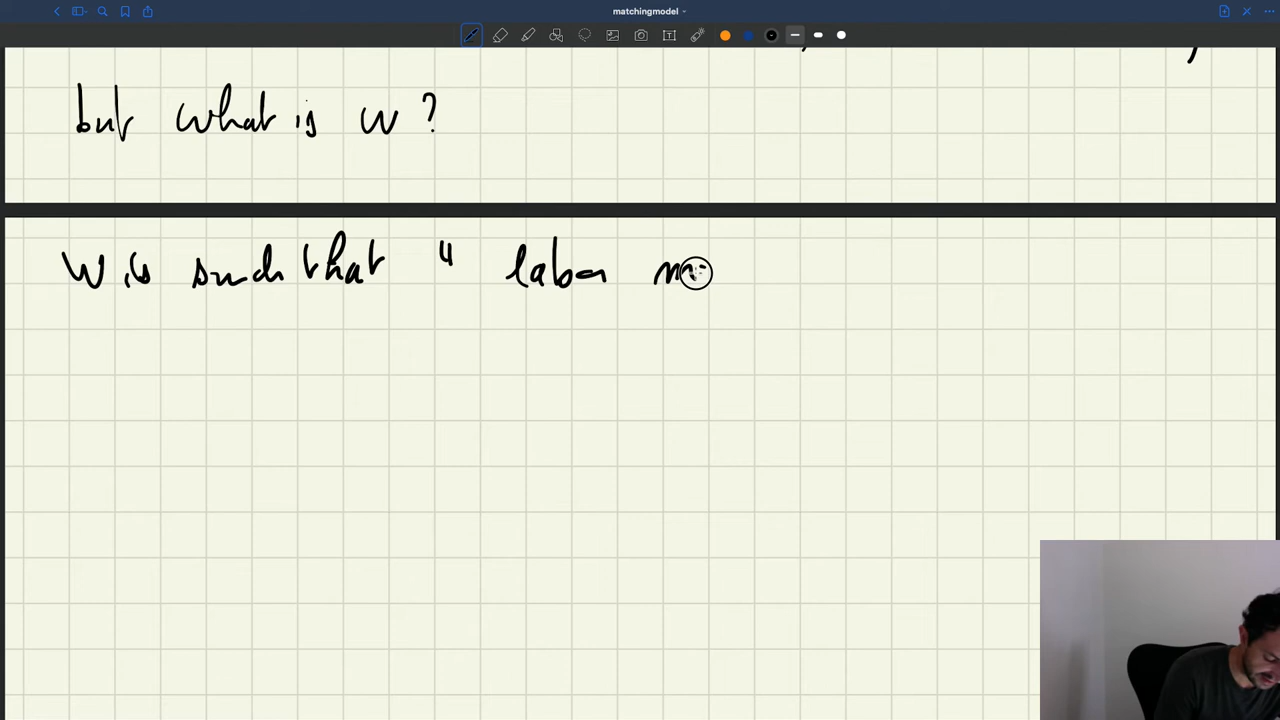 matchingmodel
but what is w ?
W is such that " labor m